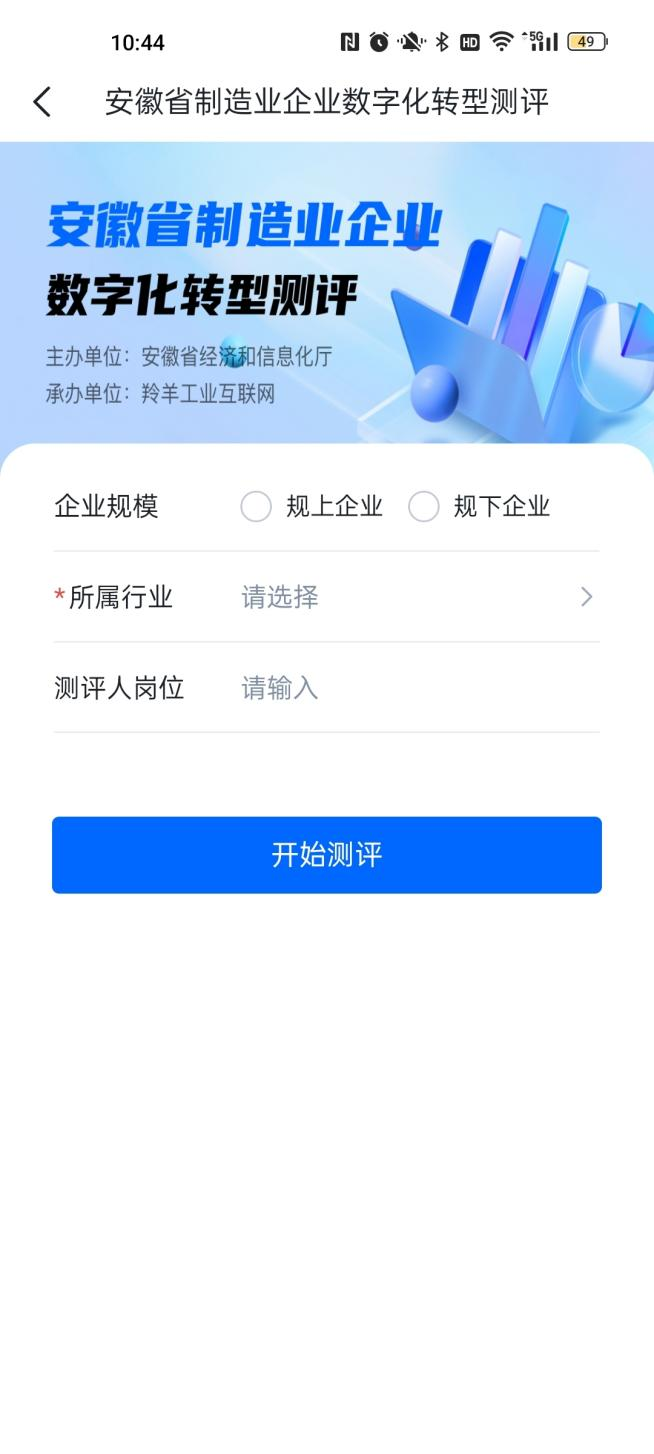 10:44
HD
5G
49
安徽省制造业企业数字化转型测评
安徽省制造业企业
数字化转型测评
主办单位：安徽省经济和信息化厅
承办单位：羚羊工业互联网
企业规模 规上企业 规下企业
*所属行业 请选择
测评人岗位 请输入
开始测评